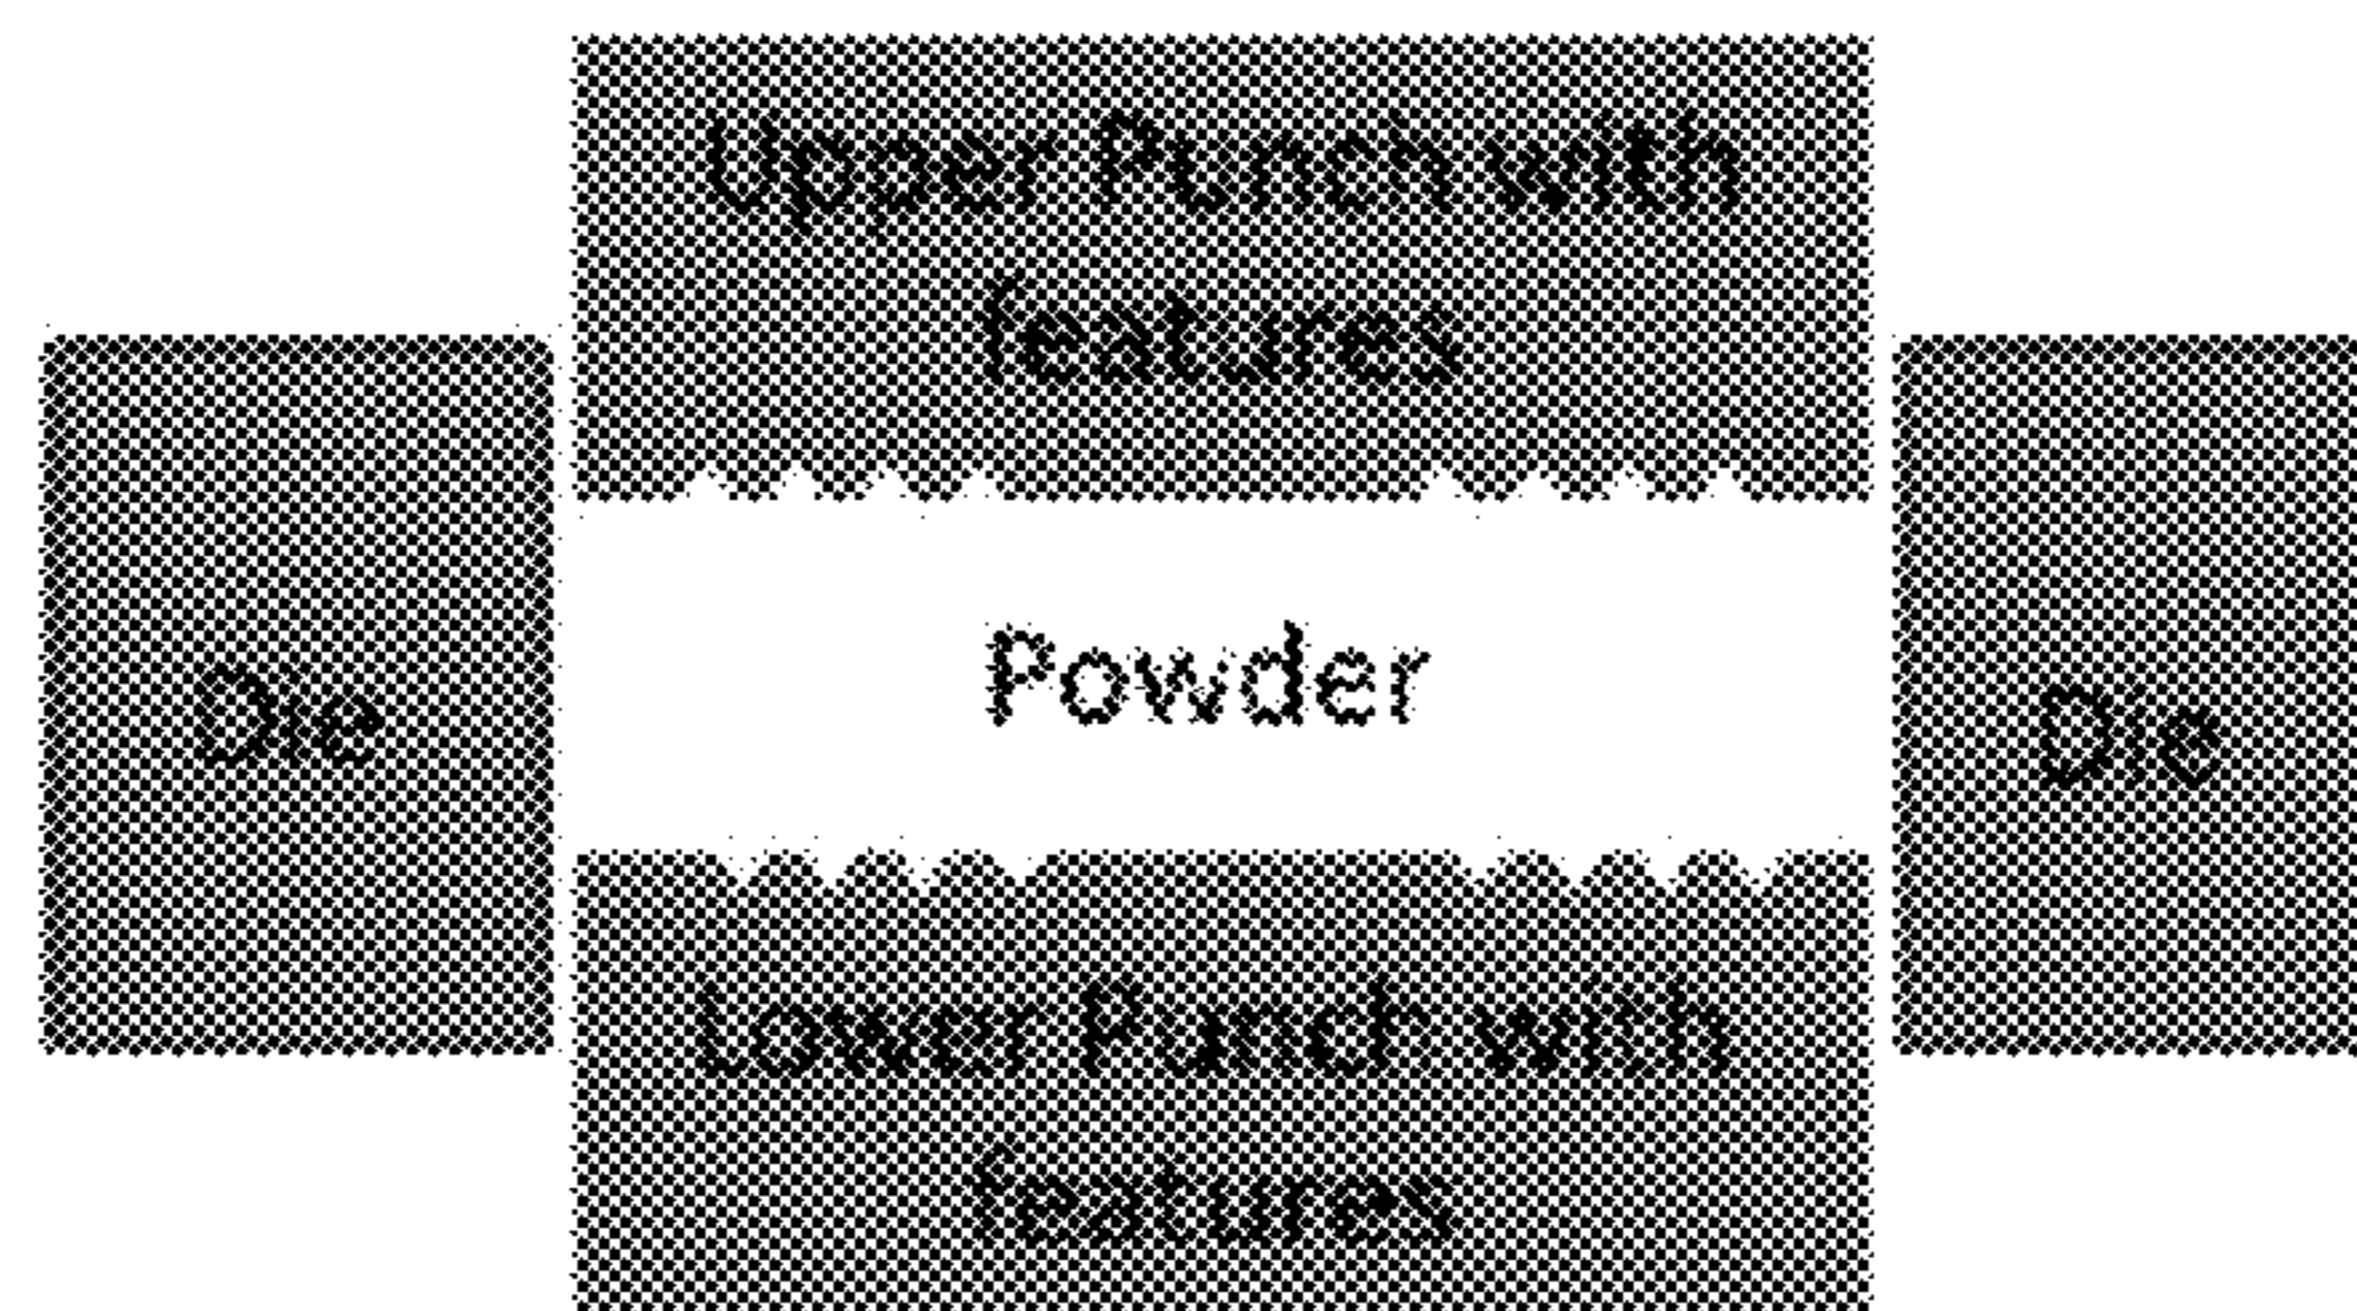 Upper Punch with
features
Die
Powder
Die
Lower Punch with
features